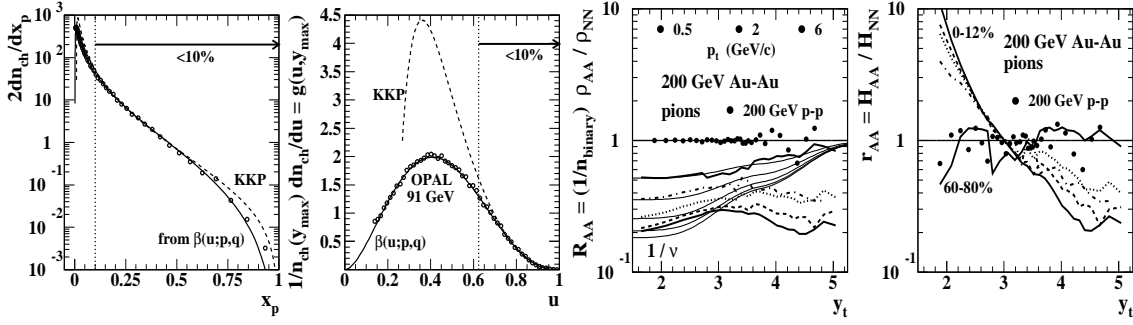 2dn_ch/dx_p
10^3
10^2
10
1
10^-1
10^-2
10^-3
<10%
KKP
from β(u;p,q)
0 0.25 0.5 0.75 1
x_p
1/n_ch(y_max) dn_ch/du = g(u,y_max)
4.5
4
3.5
3
2.5
2
1.5
1
0.5
0
<10%
KKP
OPAL
91 GeV
β(u;p,q)
0 0.2 0.4 0.6 0.8 1
u
R_AA = (1/n_binary) ρ_AA / ρ_NN
10
1
10^-1
0.5 2 6
p_t (GeV/c)
200 GeV Au-Au
pions
200 GeV p-p
1/ν
2 3 4 5
y_t
r_AA = H_AA / H_NN
10
1
10^-1
0-12%
200 GeV Au-Au
pions
200 GeV p-p
60-80%
2 3 4 5
y_t